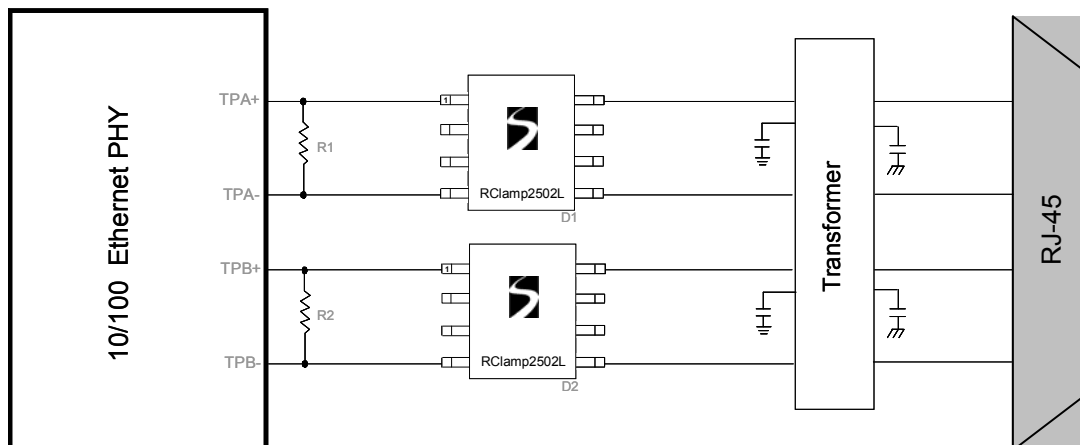 10/100 Ethernet PHY
TPA+
R1
TPA-
1
RClamp2502L
D1
TPB+
R2
TPB-
1
RClamp2502L
D2
Transformer
RJ-45